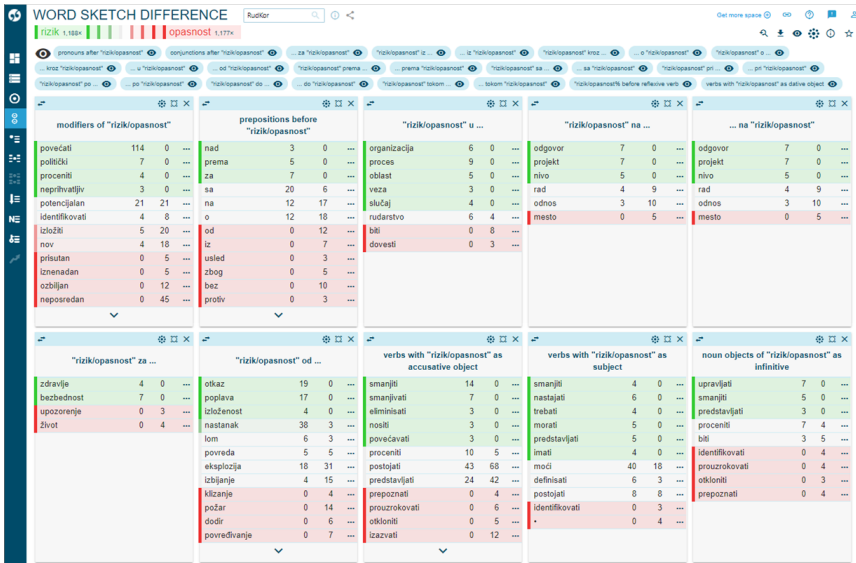 WORD SKETCH DIFFERENCE
RudKor
Get more space
rizik 1,188×
opasnost 1,177×
pronouns after "rizik/opasnost"
conjunctions after "rizik/opasnost"
... za "rizik/opasnost"
"rizik/opasnost" iz ...
... iz "rizik/opasnost"
"rizik/opasnost" kroz ...
... o "rizik/opasnost"
"rizik/opasnost" o ...
... kroz "rizik/opasnost"
... u "rizik/opasnost"
... od "rizik/opasnost"
"rizik/opasnost" prema ...
... prema "rizik/opasnost"
"rizik/opasnost" sa ...
... sa "rizik/opasnost"
"rizik/opasnost" pri ...
... pri "rizik/opasnost"
"rizik/opasnost" po ...
... po "rizik/opasnost"
"rizik/opasnost" do ...
... do "rizik/opasnost"
"rizik/opasnost" tokom ...
... tokom "rizik/opasnost"
"rizik/opasnost% before reflexive verb
verbs with "rizik/opasnost" as dative object
modifiers of "rizik/opasnost"
povećati 114 0
politički 7 0
proceniti 4 0
neprihvatljiv 3 0
potencijalan 21 21
identifikovati 4 8
izložiti 5 20
nov 4 18
prisutan 0 5
iznenadan 0 5
ozbiljan 0 12
neposredan 0 45
prepositions before
"rizik/opasnost"
nad 3 0
prema 5 0
za 7 0
sa 20 6
na 12 17
o 12 18
od 0 12
iz 0 7
usled 0 3
zbog 0 5
bez 0 10
protiv 0 3
"rizik/opasnost" u ...
organizacija 6 0
proces 9 0
oblast 5 0
veza 3 0
slučaj 4 0
rudarstvo 6 4
biti 0 8
dovesti 0 3
"rizik/opasnost" na ...
odgovor 7 0
projekt 7 0
nivo 5 0
rad 4 9
odnos 3 10
mesto 0 5
... na "rizik/opasnost"
odgovor 7 0
projekt 7 0
nivo 5 0
rad 4 9
odnos 3 10
mesto 0 5
"rizik/opasnost" za ...
zdravlje 4 0
bezbednost 7 0
upozorenje 0 3
život 0 4
"rizik/opasnost" od ...
otkaz 19 0
poplava 17 0
izloženost 4 0
nastanak 38 3
lom 6 3
povreda 5 5
eksplozija 18 31
izbijanje 4 15
klizanje 0 4
požar 0 14
dodir 0 6
povređivanje 0 7
verbs with "rizik/opasnost" as
accusative object
smanjiti 14 0
smanjivati 7 0
eliminisati 3 0
nositi 3 0
povećavati 3 0
proceniti 10 5
postojati 43 68
predstavljati 24 42
prepoznati 0 4
prouzrokovati 0 6
otkloniti 0 5
izazvati 0 12
verbs with "rizik/opasnost" as
subject
smanjiti 4 0
nastajati 6 0
trebati 4 0
morati 5 0
predstavljati 5 0
imati 4 0
moći 40 18
definisati 6 3
postojati 8 8
identifikovati 0 3
• 0 4
noun objects of "rizik/opasnost" as
infinitive
upravljati 7 0
smanjiti 5 0
predstavljati 3 0
proceniti 7 4
biti 3 5
identifikovati 0 4
prouzrokovati 0 4
otkloniti 0 3
prepoznati 0 4